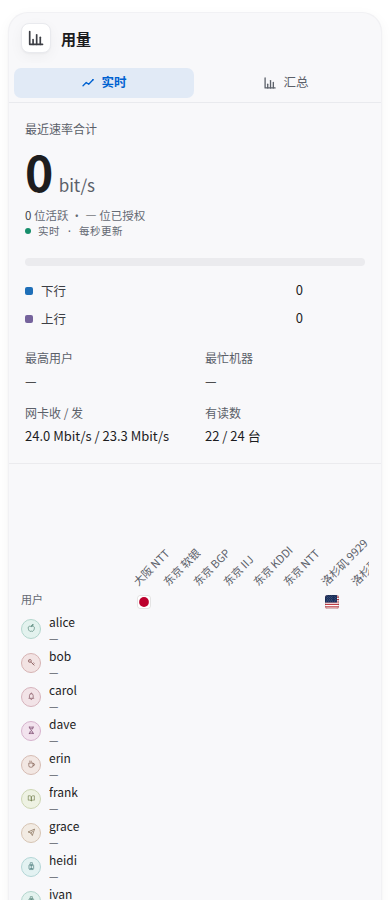 用量
实时
汇总
最近速率合计
0 bit/s
0 位活跃 • — 位已授权
实时 · 每秒更新
下行 0
上行 0
最高用户 最忙机器
— —
网卡收 / 发 有读数
24.0 Mbit/s / 23.3 Mbit/s 22 / 24 台
大阪 NTT
东京 软银
东京 BGP
东京 IIJ
东京 KDDI
东京 NTT
洛杉矶 9929
洛杉
用户
alice
—
bob
—
carol
—
dave
—
erin
—
frank
—
grace
—
heidi
—
ivan